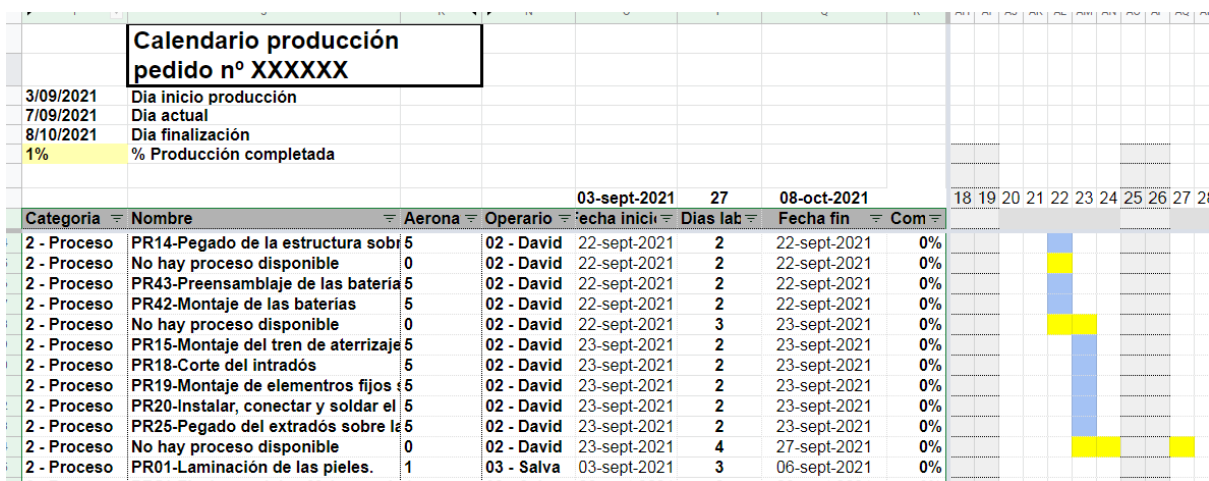 Calendario producción
pedido nº XXXXXX
3/09/2021 Dia inicio producción
7/09/2021 Dia actual
8/10/2021 Dia finalización
1% % Producción completada
03-sept-2021 27 08-oct-2021 18 19 20 21 22 23 24 25 26 27 28
Categoria Nombre Aerona Operario Fecha inicio Dias lab Fecha fin Com
2 - Proceso PR14-Pegado de la estructura sobr 5 02 - David 22-sept-2021 2 22-sept-2021 0%
2 - Proceso No hay proceso disponible 0 02 - David 22-sept-2021 2 22-sept-2021 0%
2 - Proceso PR43-Preensamblaje de las batería 5 02 - David 22-sept-2021 2 22-sept-2021 0%
2 - Proceso PR42-Montaje de las baterías 5 02 - David 22-sept-2021 2 22-sept-2021 0%
2 - Proceso No hay proceso disponible 0 02 - David 22-sept-2021 3 23-sept-2021 0%
2 - Proceso PR15-Montaje del tren de aterrizaje 5 02 - David 23-sept-2021 2 23-sept-2021 0%
2 - Proceso PR18-Corte del intradós 5 02 - David 23-sept-2021 2 23-sept-2021 0%
2 - Proceso PR19-Montaje de elementros fijos s 5 02 - David 23-sept-2021 2 23-sept-2021 0%
2 - Proceso PR20-Instalar, conectar y soldar el 5 02 - David 23-sept-2021 2 23-sept-2021 0%
2 - Proceso PR25-Pegado del extradós sobre la 5 02 - David 23-sept-2021 2 23-sept-2021 0%
2 - Proceso No hay proceso disponible 0 02 - David 23-sept-2021 4 27-sept-2021 0%
2 - Proceso PR01-Laminación de las pieles. 1 03 - Salva 03-sept-2021 3 06-sept-2021 0%